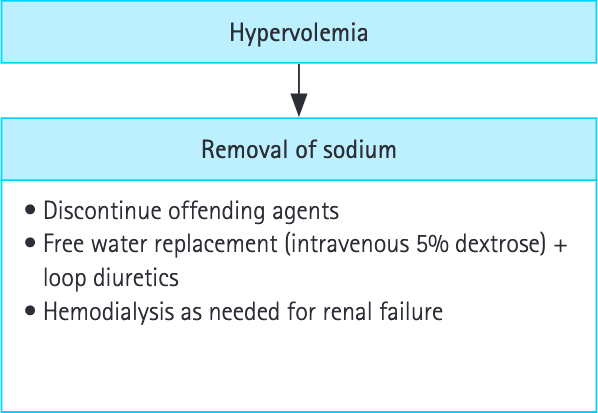 Hypervolemia
Removal of sodium
• Discontinue offending agents
• Free water replacement (intravenous 5% dextrose) +
loop diuretics
• Hemodialysis as needed for renal failure